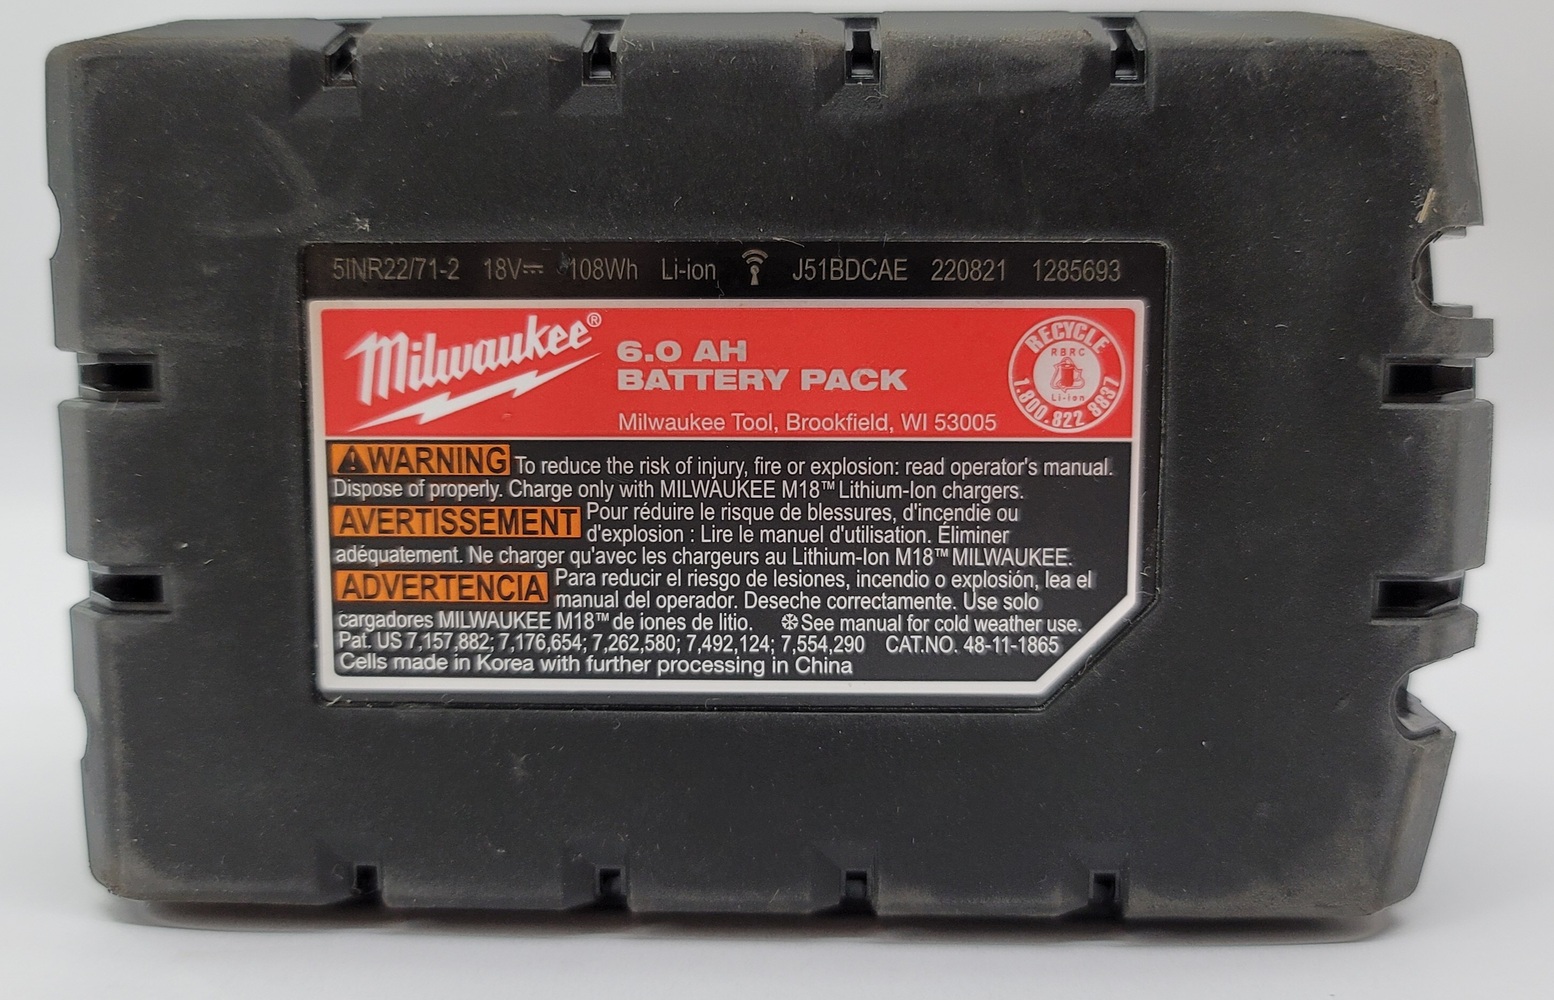 5INR22/71-2 18V⎓ 108Wh Li-ion J51BDCAE 220821 1285693
Milwaukee®
6.0 AH
BATTERY PACK
Milwaukee Tool, Brookfield, WI 53005
RECYCLE
RBRC
Li-ion
1.800.822.8837
⚠WARNING To reduce the risk of injury, fire or explosion: read operator's manual.
Dispose of properly. Charge only with MILWAUKEE M18™ Lithium-Ion chargers.
AVERTISSEMENT Pour réduire le risque de blessures, d'incendie ou
d'explosion : Lire le manuel d'utilisation. Éliminer
adéquatement. Ne charger qu'avec les chargeurs au Lithium-Ion M18™ MILWAUKEE.
ADVERTENCIA Para reducir el riesgo de lesiones, incendio o explosión, lea el
manual del operador. Deseche correctamente. Use solo
cargadores MILWAUKEE M18™ de iones de litio. ❄See manual for cold weather use.
Pat. US 7,157,882; 7,176,654; 7,262,580; 7,492,124; 7,554,290 CAT.NO. 48-11-1865
Cells made in Korea with further processing in China